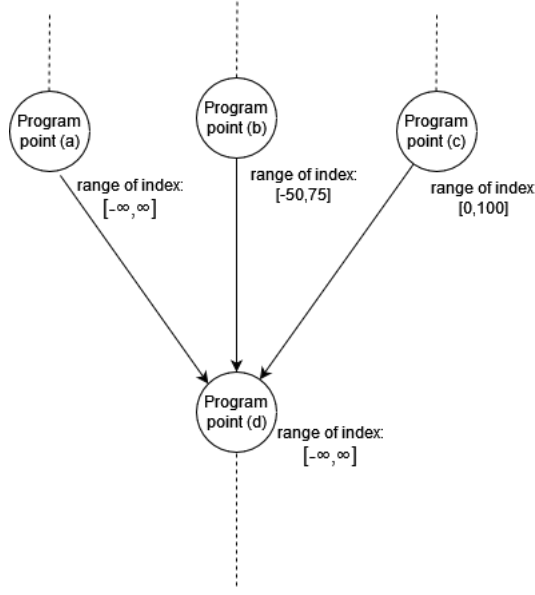 Program
point (a)
Program
point (b)
Program
point (c)
range of index:
[-∞,∞]
range of index:
[-50,75]
range of index
[0,100]
Program
point (d)
range of index:
[-∞,∞]